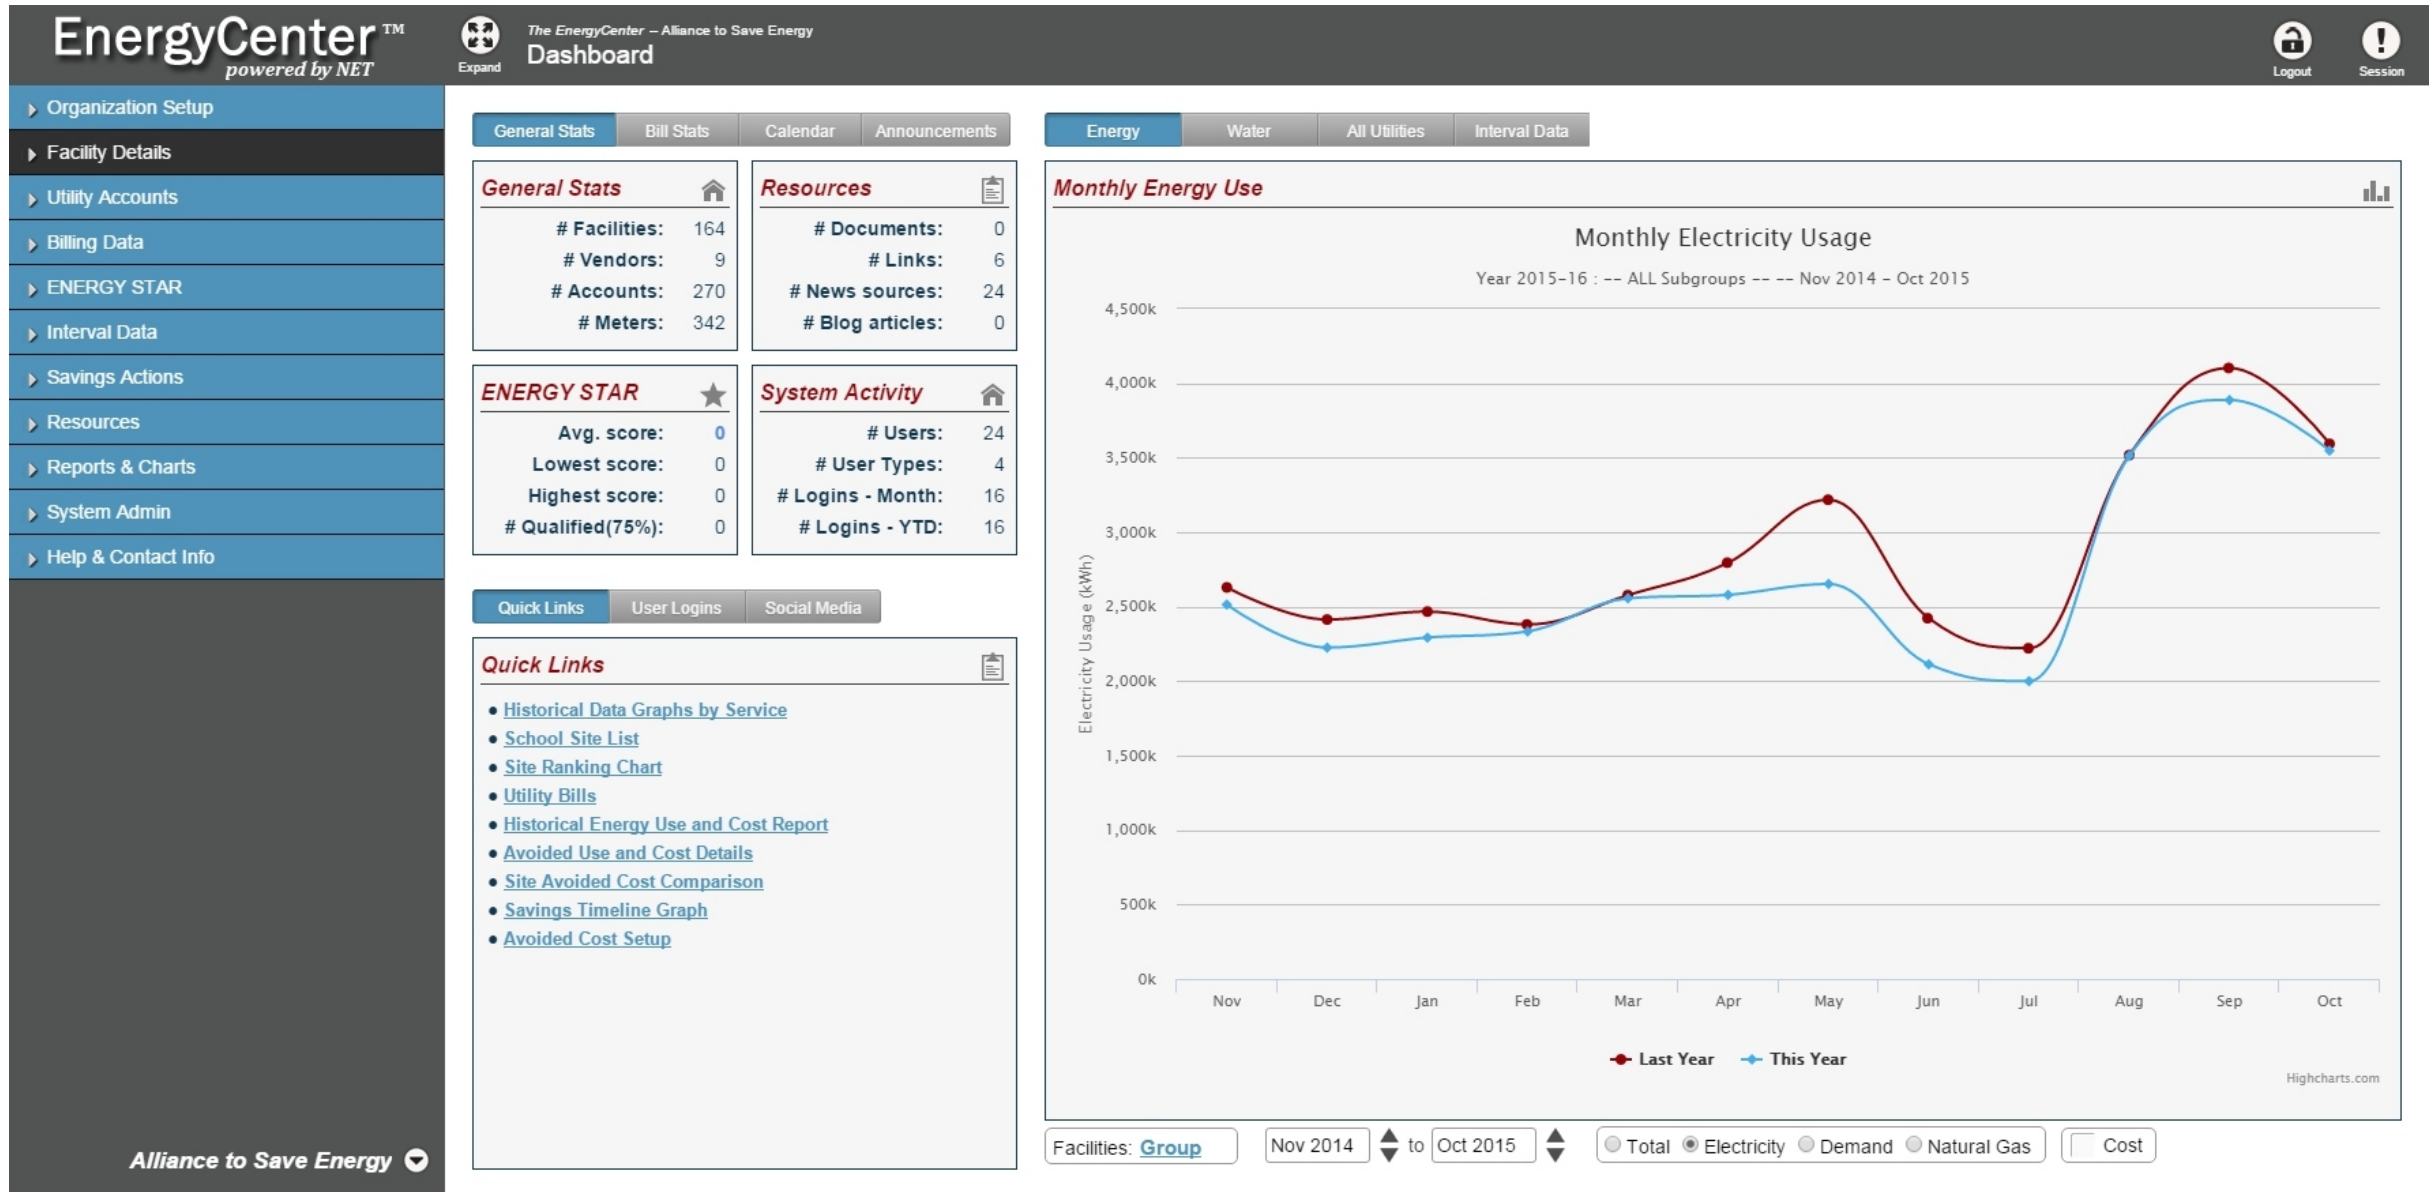 EnergyCenter™
powered by NET
Expand
The EnergyCenter – Alliance to Save Energy
Dashboard
Logout
Session
Organization Setup
Facility Details
Utility Accounts
Billing Data
ENERGY STAR
Interval Data
Savings Actions
Resources
Reports & Charts
System Admin
Help & Contact Info
Alliance to Save Energy
General Stats Bill Stats Calendar Announcements
General Stats
# Facilities: 164
# Vendors: 9
# Accounts: 270
# Meters: 342
Resources
# Documents: 0
# Links: 6
# News sources: 24
# Blog articles: 0
ENERGY STAR
Avg. score: 0
Lowest score: 0
Highest score: 0
# Qualified(75%): 0
System Activity
# Users: 24
# User Types: 4
# Logins - Month: 16
# Logins - YTD: 16
Quick Links User Logins Social Media
Quick Links
Historical Data Graphs by Service
School Site List
Site Ranking Chart
Utility Bills
Historical Energy Use and Cost Report
Avoided Use and Cost Details
Site Avoided Cost Comparison
Savings Timeline Graph
Avoided Cost Setup
Energy Water All Utilities Interval Data
Monthly Energy Use
Monthly Electricity Usage
Year 2015-16 : -- ALL Subgroups -- -- Nov 2014 - Oct 2015
Electricity Usage (kWh)
4,500k
4,000k
3,500k
3,000k
2,500k
2,000k
1,500k
1,000k
500k
0k
Nov Dec Jan Feb Mar Apr May Jun Jul Aug Sep Oct
Last Year This Year
Highcharts.com
Facilities: Group Nov 2014 to Oct 2015 Total Electricity Demand Natural Gas Cost